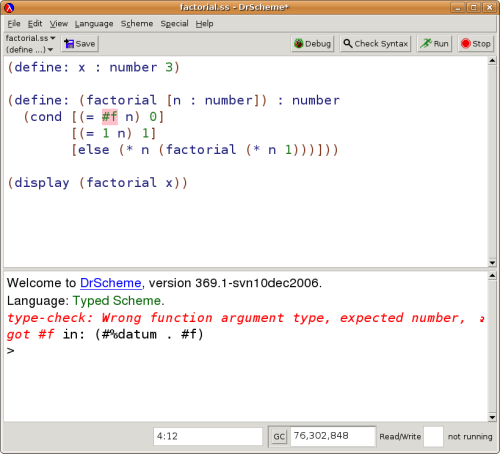 factorial.ss - DrScheme*
File Edit View Language Scheme Special Help
factorial.ss
(define ...) Save Debug Check Syntax Run Stop
(define: x : number 3)
(define: (factorial [n : number]) : number
(cond [(= #f n) 0]
[(= 1 n) 1]
[else (* n (factorial (* n 1)))]))
(display (factorial x))
Welcome to DrScheme, version 369.1-svn10dec2006.
Language: Typed Scheme.
type-check: Wrong function argument type, expected number,
got #f in: (#%datum . #f)
>
4:12 GC 76,302,848 Read/Write not running